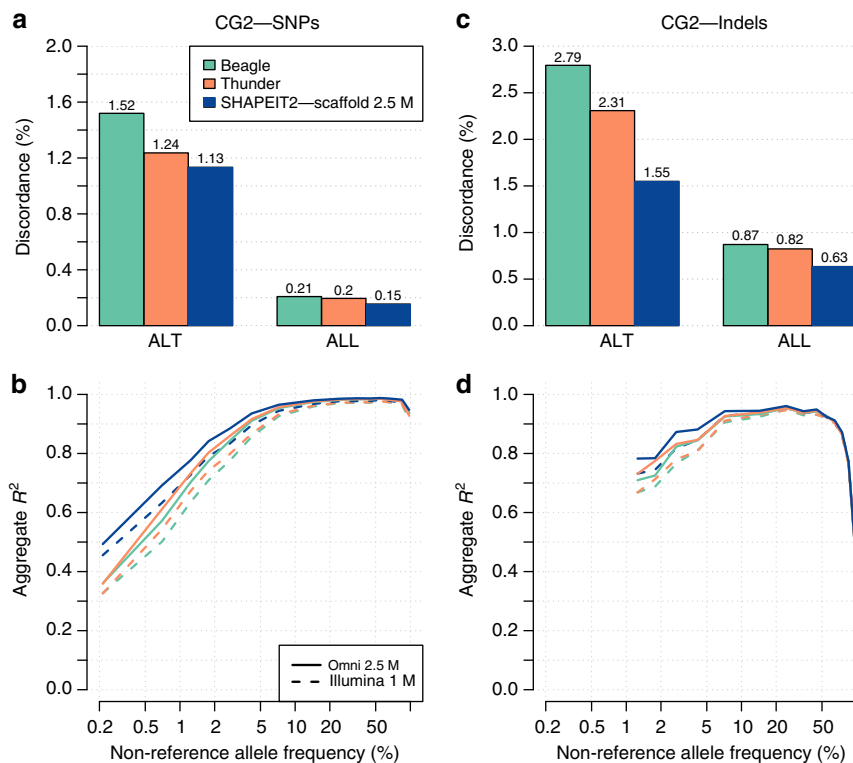 a
CG2—SNPs
2.0
1.6
1.2
0.8
0.4
0.0
Discordance (%)
Beagle
Thunder
SHAPEIT2—scaffold 2.5 M
1.52
1.24
1.13
0.21
0.2
0.15
ALT
ALL
c
CG2—Indels
3.0
2.5
2.0
1.5
1.0
0.5
0.0
Discordance (%)
2.79
2.31
1.55
0.87
0.82
0.63
ALT
ALL
b
1.0
0.8
0.6
0.4
0.2
0.0
Aggregate R²
Omni 2.5 M
Illumina 1 M
0.2 0.5 1 2 5 10 20 50
Non-reference allele frequency (%)
d
1.0
0.8
0.6
0.4
0.2
0.0
Aggregate R²
0.2 0.5 1 2 5 10 20 50
Non-reference allele frequency (%)